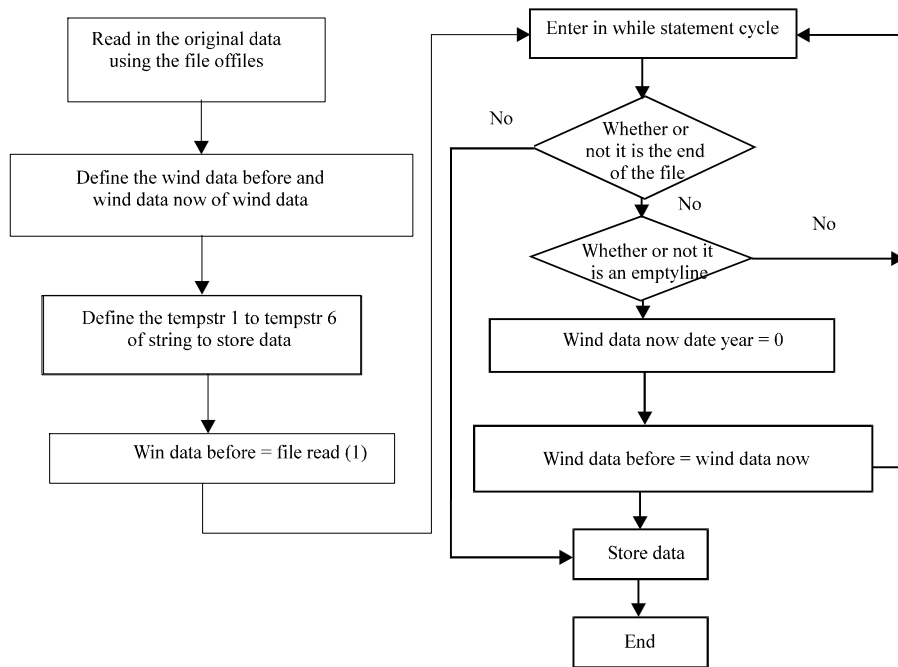 Read in the original data
using the file offiles
Define the wind data before and
wind data now of wind data
Define the tempstr 1 to tempstr 6
of string to store data
Win data before = file read (1)
Enter in while statement cycle
No
Whether or
not it is the end
of the file
No
No
Whether or not it
is an emptyline
Wind data now date year = 0
Wind data before = wind data now
Store data
End